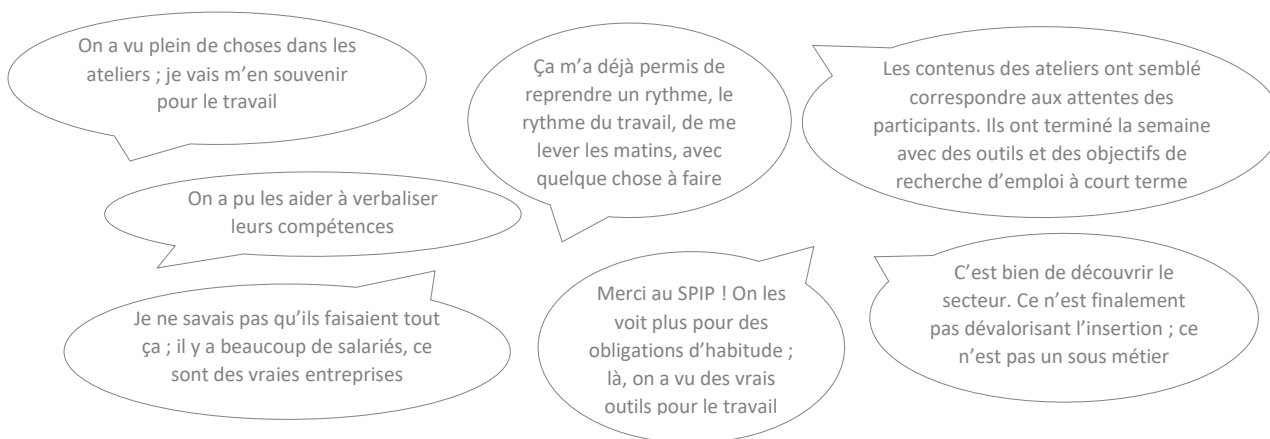 On a vu plein de choses dans les
ateliers ; je vais m’en souvenir
pour le travail
Ça m’a déjà permis de
reprendre un rythme, le
rythme du travail, de me
lever les matins, avec
quelque chose à faire
Les contenus des ateliers ont semblé
correspondre aux attentes des
participants. Ils ont terminé la semaine
avec des outils et des objectifs de
recherche d’emploi à court terme
On a pu les aider à verbaliser
leurs compétences
Je ne savais pas qu’ils faisaient tout
ça ; il y a beaucoup de salariés, ce
sont des vraies entreprises
Merci au SPIP ! On les
voit plus pour des
obligations d’habitude ;
là, on a vu des vrais
outils pour le travail
C’est bien de découvrir le
secteur. Ce n’est finalement
pas dévalorisant l’insertion ; ce
n’est pas un sous métier